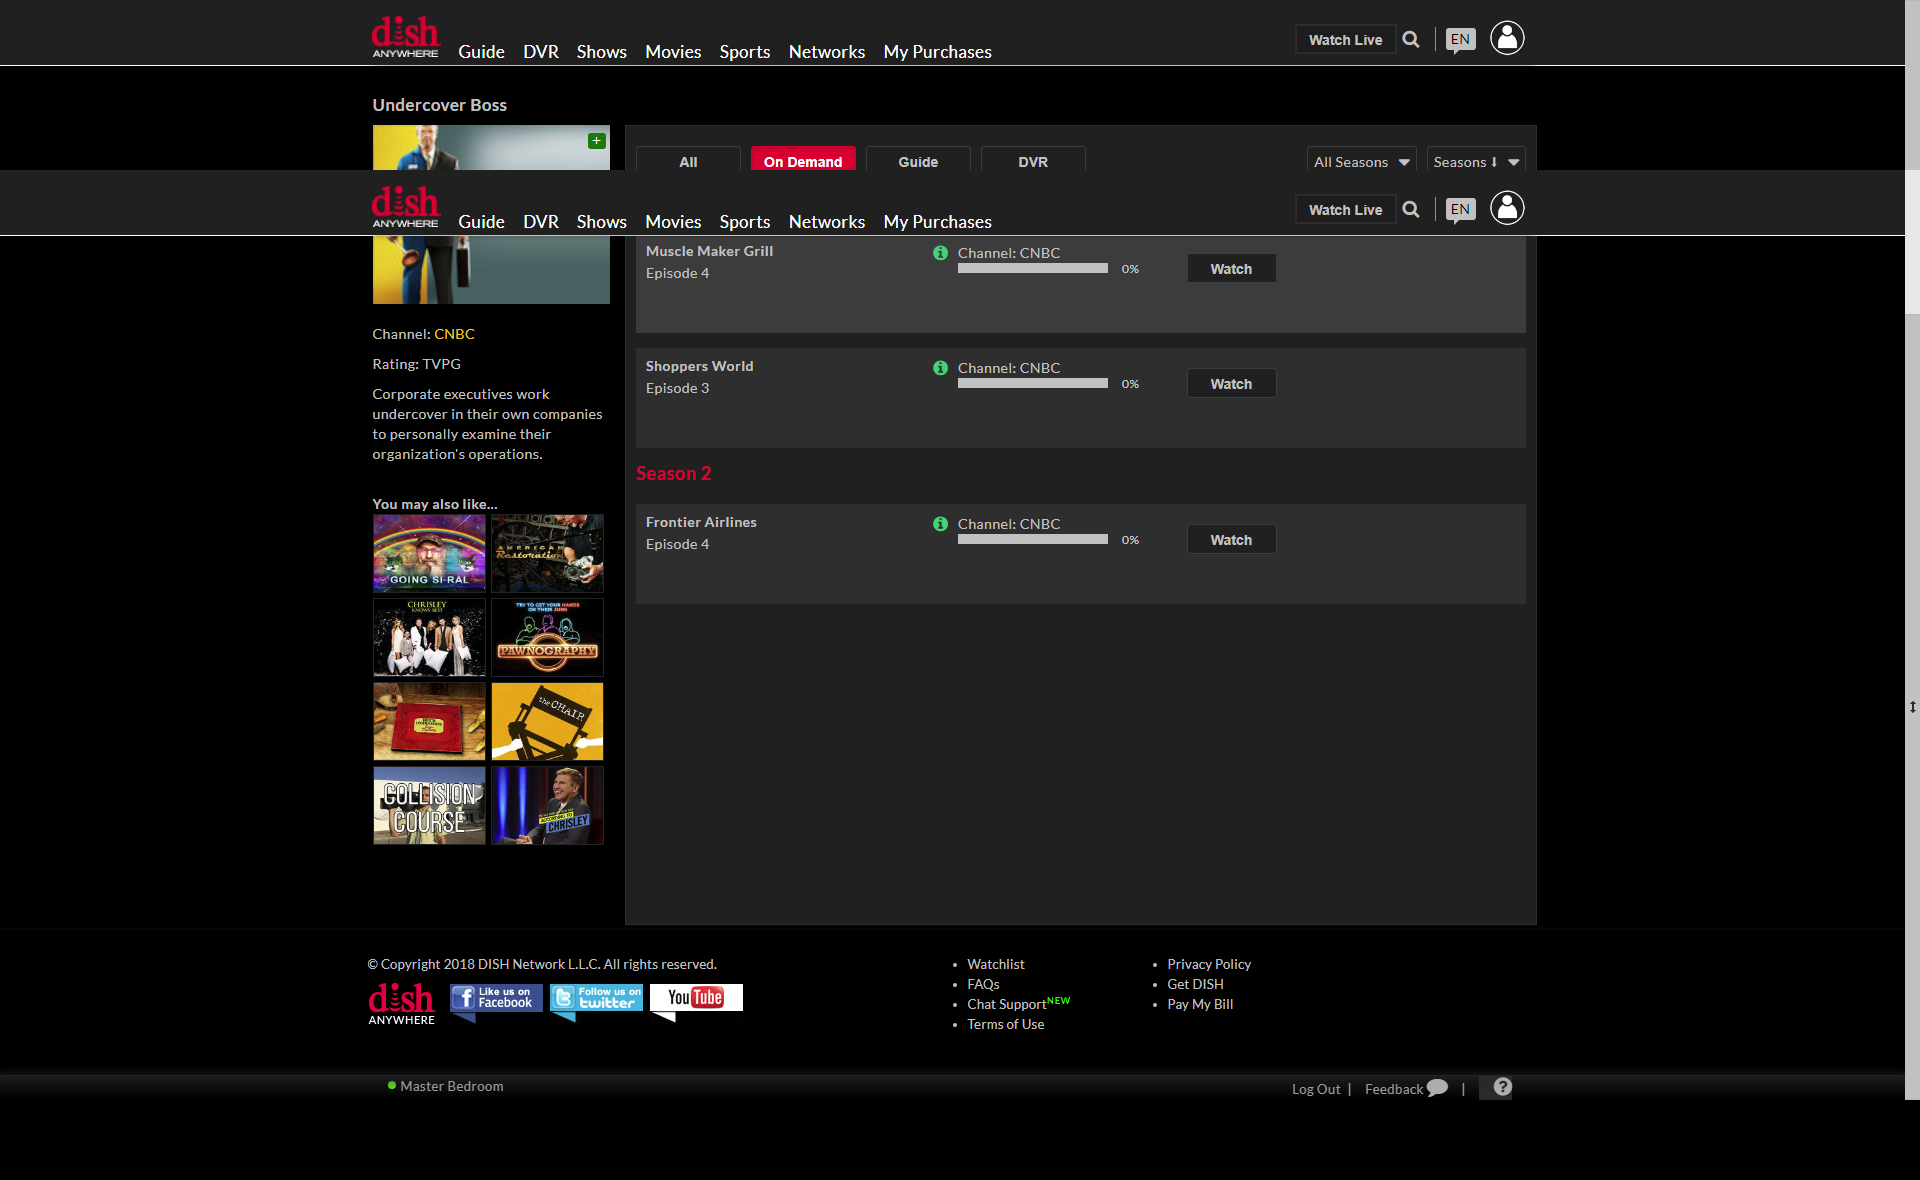 dish
ANYWHERE
Guide DVR Shows Movies Sports Networks My Purchases
Watch Live
EN
Undercover Boss
+
All
On Demand
Guide
DVR
All Seasons
Seasons
dish
ANYWHERE
Guide DVR Shows Movies Sports Networks My Purchases
Watch Live
EN
Muscle Maker Grill
Episode 4
Channel: CNBC
0%
Watch
Channel: CNBC
Rating: TVPG
Corporate executives work
undercover in their own companies
to personally examine their
organization's operations.
Shoppers World
Episode 3
Channel: CNBC
0%
Watch
Season 2
Frontier Airlines
Episode 4
Channel: CNBC
0%
Watch
You may also like...
GOING SI-RAL
AMERICAN
Restoration
CHRISLEY
KNOWS BEST
TRY TO GET YOUR HANDS
ON THEIR JUNK
PAWNOGRAPHY
the CHAIR
COLLISION
COURSE
ACCORDING TO
CHRISLEY
© Copyright 2018 DISH Network L.L.C. All rights reserved.
dish
ANYWHERE
Like us on
Facebook
Follow us on
twitter
YouTube
Watchlist
FAQs
Chat Support NEW
Terms of Use
Privacy Policy
Get DISH
Pay My Bill
Master Bedroom
Log Out | Feedback |
?